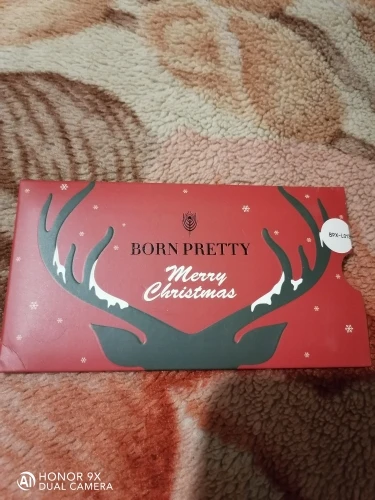 BORN PRETTY
Merry
Christmas
HONOR 9X
DUAL CAMERA